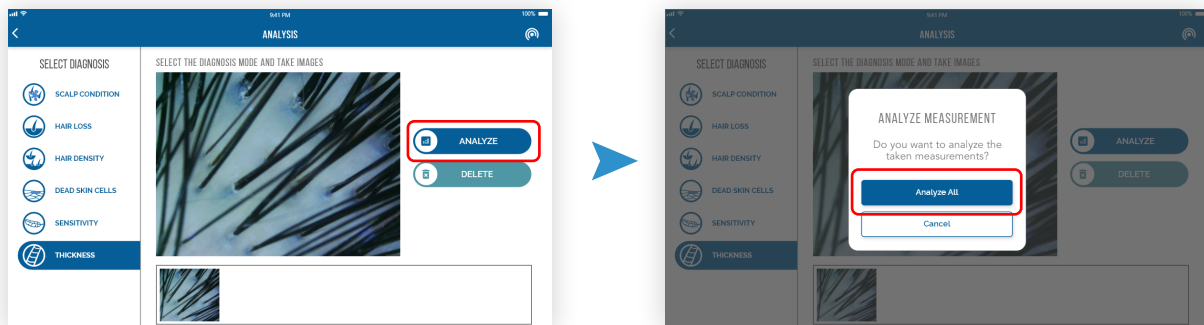 9:41 PM
100%
ANALYSIS
SELECT DIAGNOSIS
SELECT THE DIAGNOSIS MODE AND TAKE IMAGES
SCALP CONDITION
HAIR LOSS
HAIR DENSITY
DEAD SKIN CELLS
SENSITIVITY
THICKNESS
ANALYZE
DELETE
9:41 PM
100%
ANALYSIS
SELECT DIAGNOSIS
SELECT THE DIAGNOSIS MODE AND TAKE IMAGES
SCALP CONDITION
HAIR LOSS
HAIR DENSITY
DEAD SKIN CELLS
SENSITIVITY
THICKNESS
ANALYZE MEASUREMENT
Do you want to analyze the
taken measurements?
Analyze All
Cancel
ANALYZE
DELETE